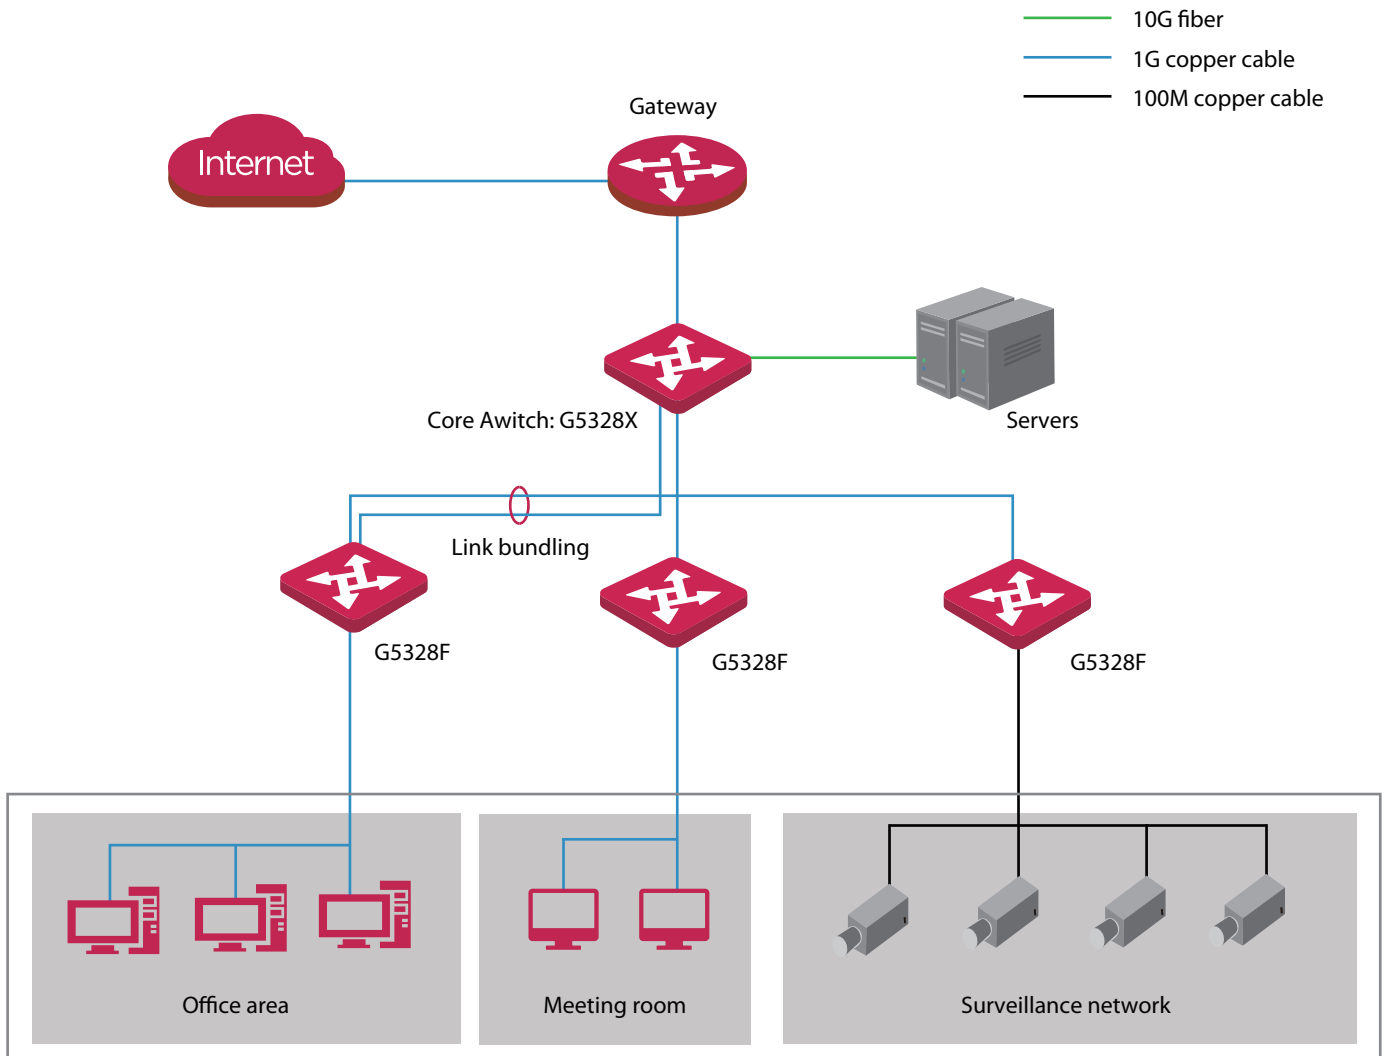 10G fiber
1G copper cable
100M copper cable
Gateway
Internet
Core Awitch: G5328X
Servers
Link bundling
G5328F
G5328F
G5328F
Office area
Meeting room
Surveillance network